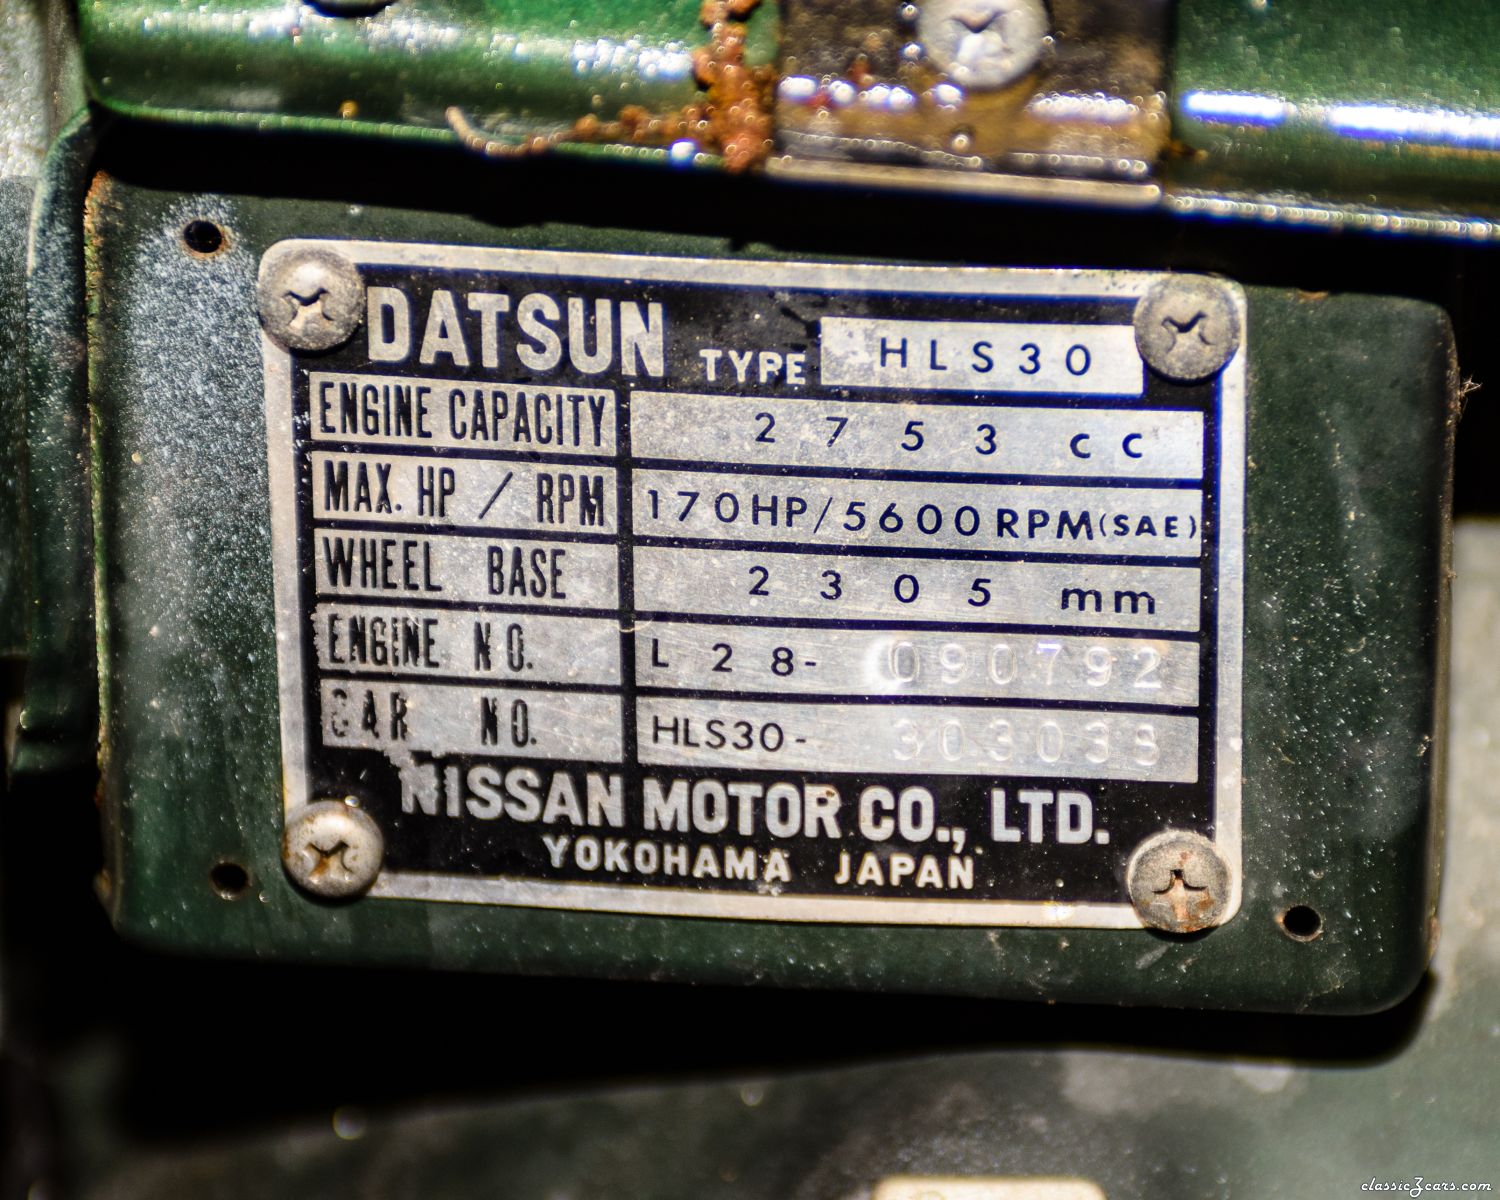 DATSUN TYPE HLS30
ENGINE CAPACITY 2753 cc
MAX. HP / RPM 170HP/5600RPM(SAE)
WHEEL BASE 2305 mm
ENGINE NO. L28-090792
CAR NO. HLS30-303038
NISSAN MOTOR CO., LTD.
YOKOHAMA JAPAN
classicZcars.com